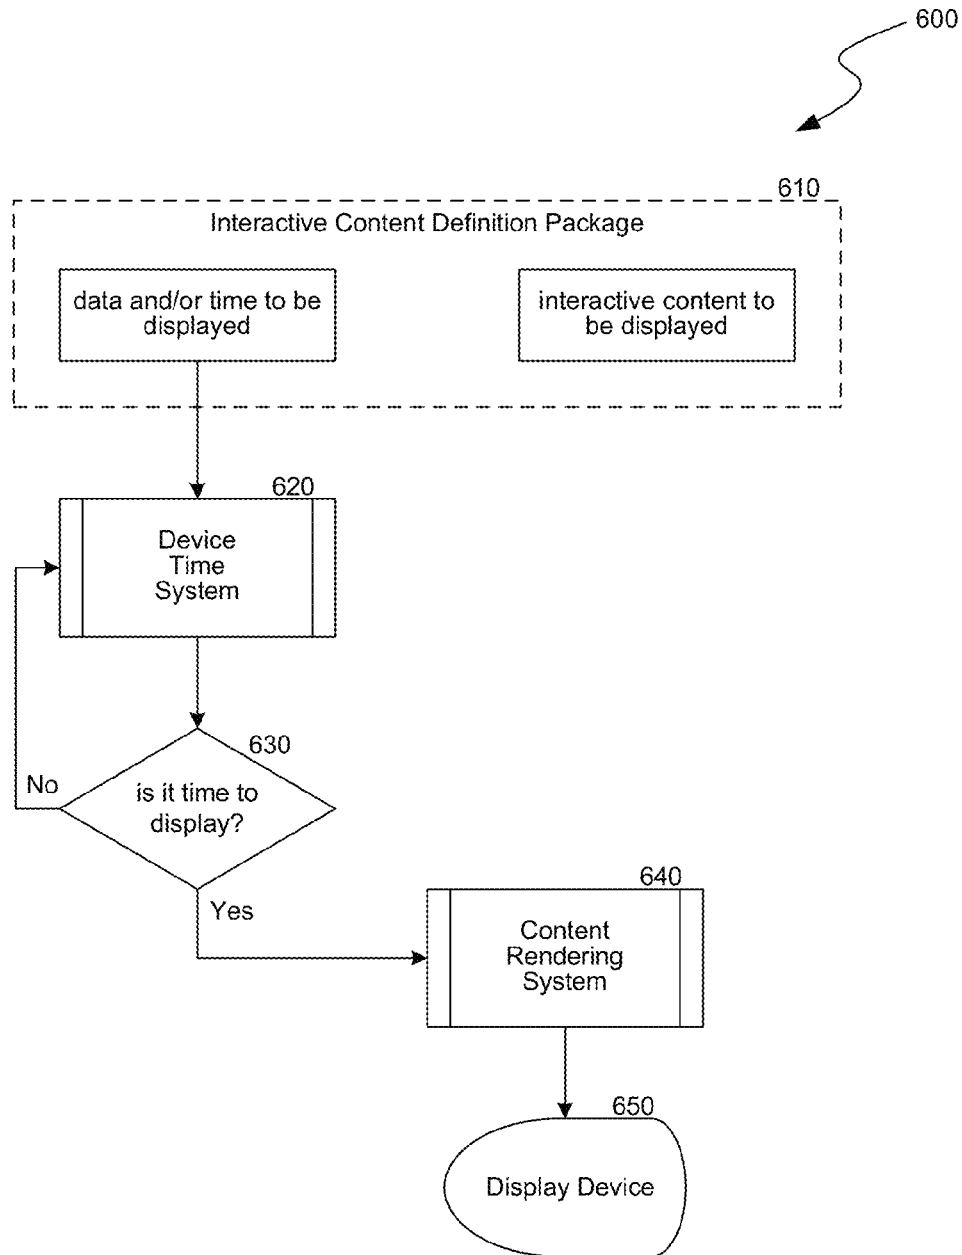 600
610
Interactive Content Definition Package
data and/or time to be
displayed
interactive content to
be displayed
620
Device
Time
System
630
is it time to
display?
No
Yes
640
Content
Rendering
System
650
Display Device